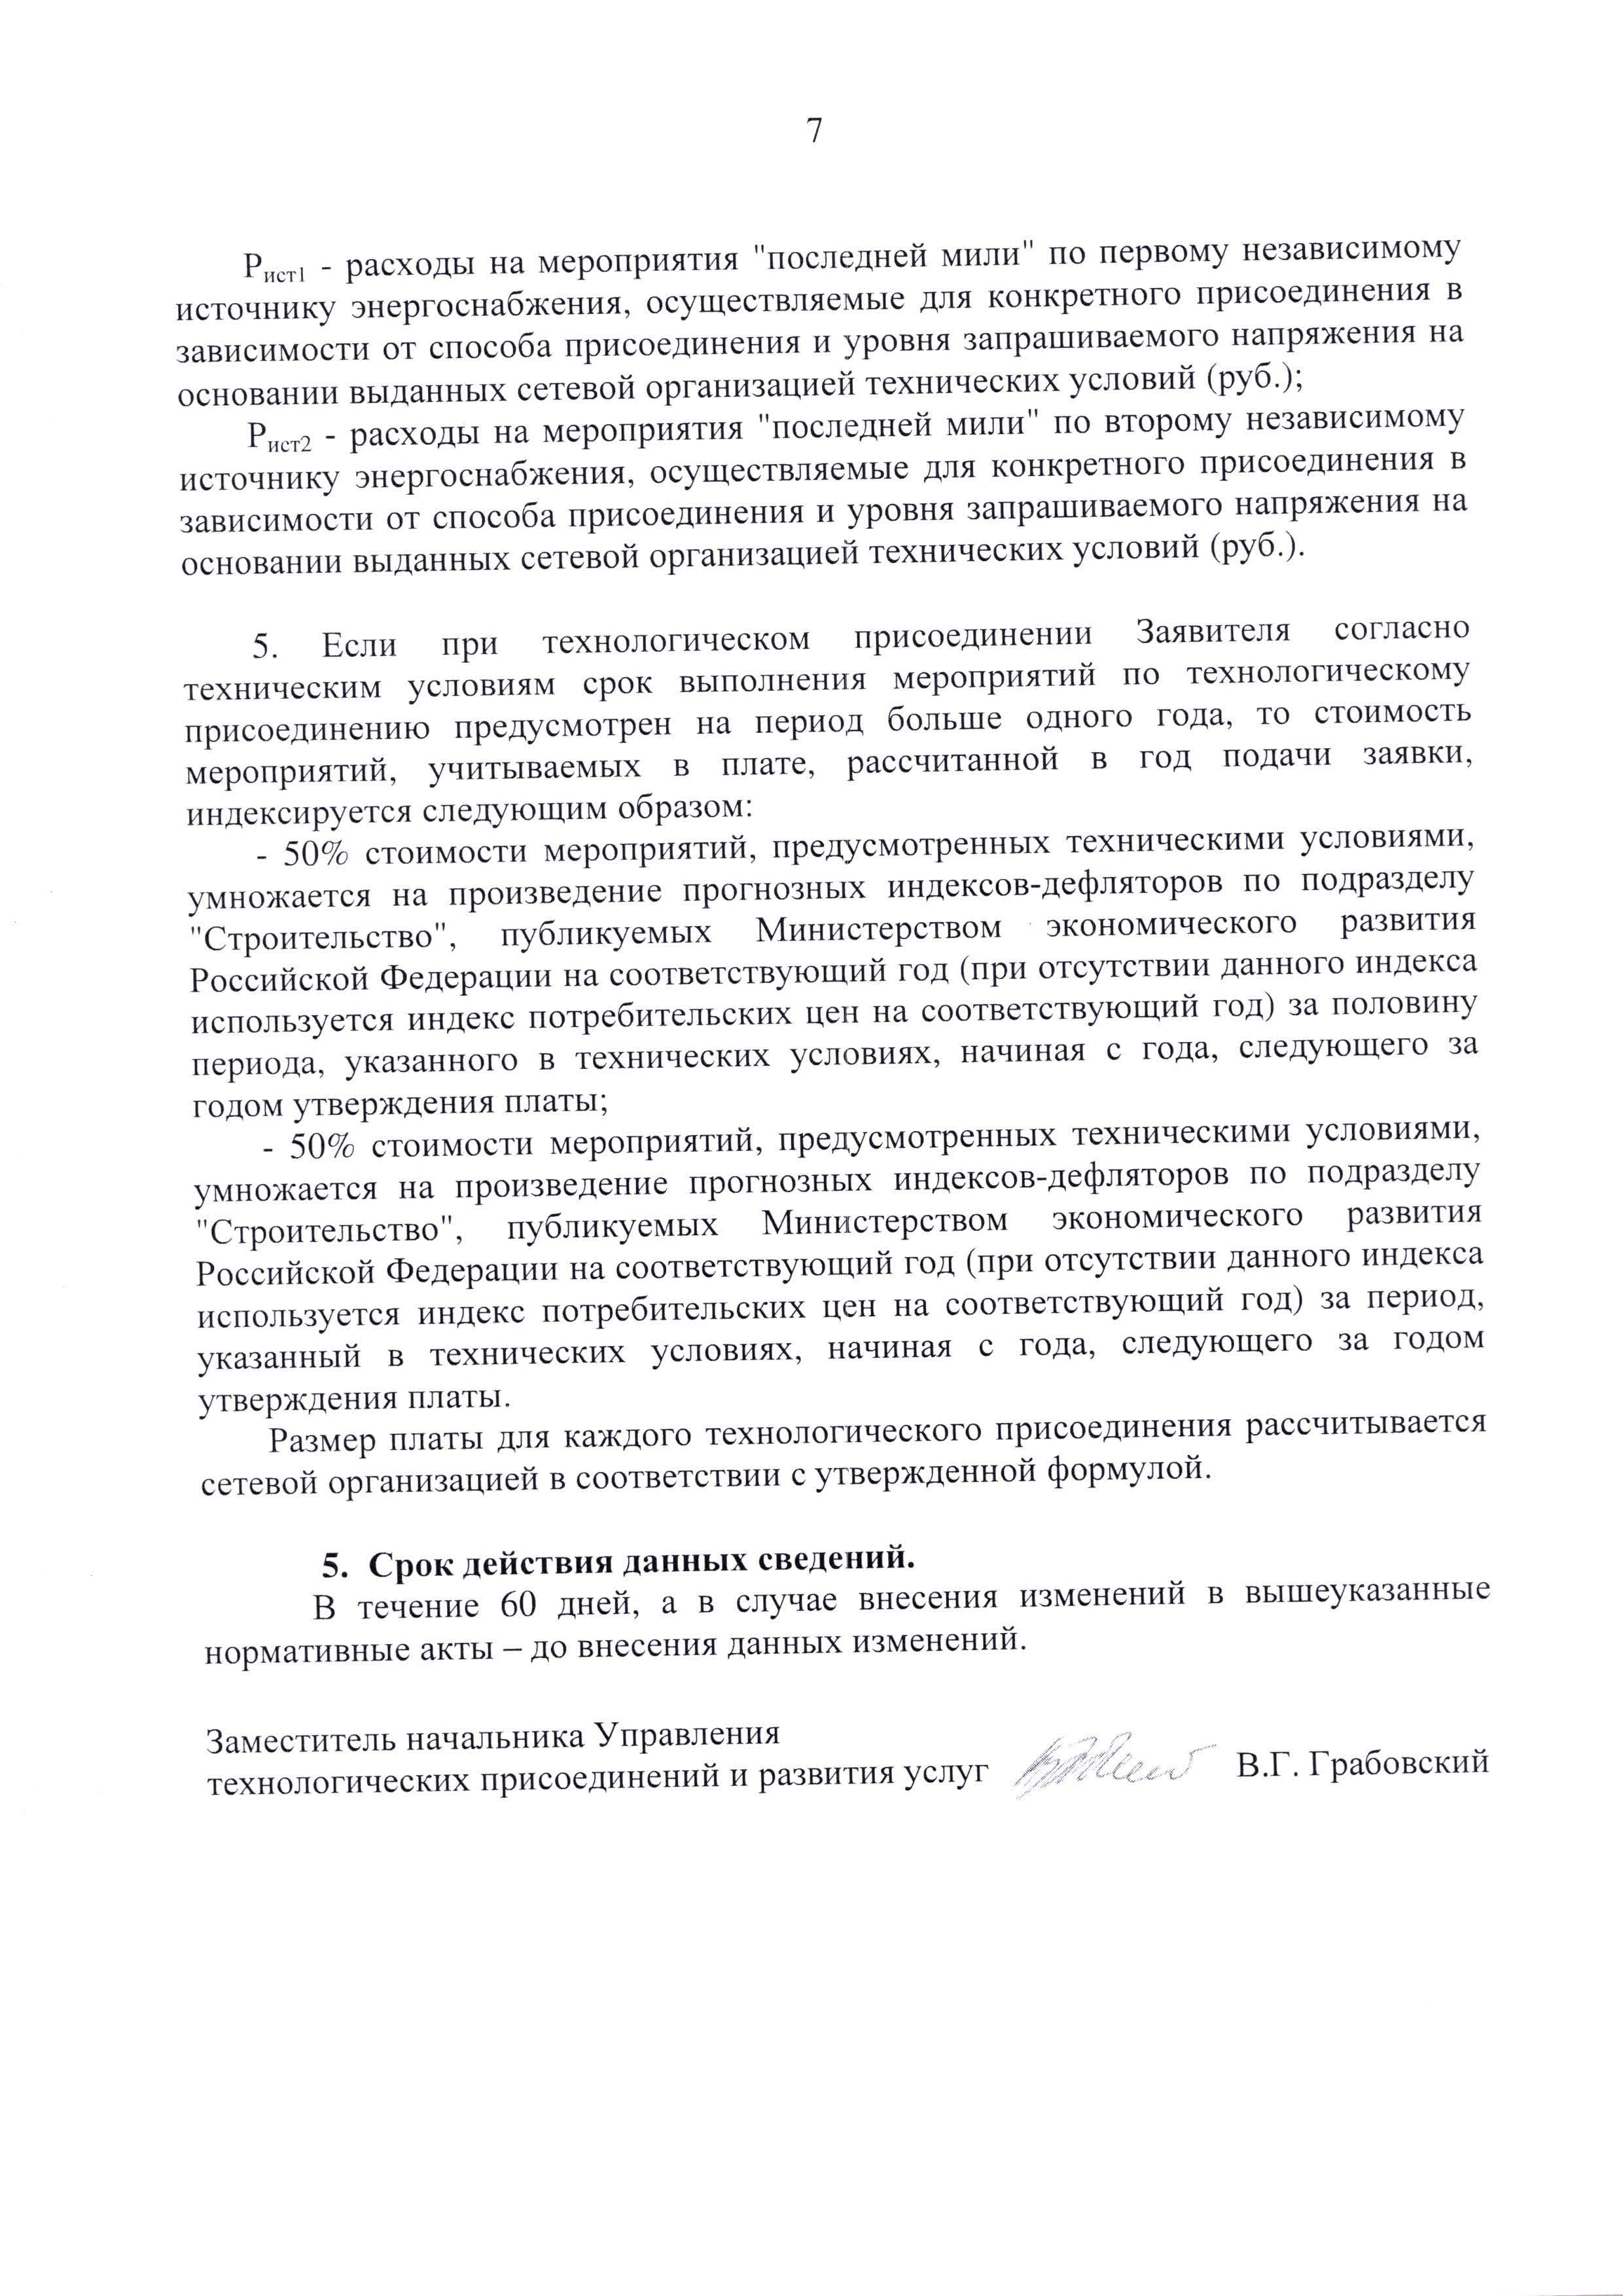 7
Рист1 - расходы на мероприятия "последней мили" по первому независимому
источнику энергоснабжения, осуществляемые для конкретного присоединения в
зависимости от способа присоединения и уровня запрашиваемого напряжения на
основании выданных сетевой организацией технических условий (руб.);
Рист2 - расходы на мероприятия "последней мили" по второму независимому
источнику энергоснабжения, осуществляемые для конкретного присоединения в
зависимости от способа присоединения и уровня запрашиваемого напряжения на
основании выданных сетевой организацией технических условий (руб.).
5. Если при технологическом присоединении Заявителя согласно
техническим условиям срок выполнения мероприятий по технологическому
присоединению предусмотрен на период больше одного года, то стоимость
мероприятий, учитываемых в плате, рассчитанной в год подачи заявки,
индексируется следующим образом:
- 50% стоимости мероприятий, предусмотренных техническими условиями,
умножается на произведение прогнозных индексов-дефляторов по подразделу
"Строительство", публикуемых Министерством экономического развития
Российской Федерации на соответствующий год (при отсутствии данного индекса
используется индекс потребительских цен на соответствующий год) за половину
периода, указанного в технических условиях, начиная с года, следующего за
годом утверждения платы;
- 50% стоимости мероприятий, предусмотренных техническими условиями,
умножается на произведение прогнозных индексов-дефляторов по подразделу
"Строительство", публикуемых Министерством экономического развития
Российской Федерации на соответствующий год (при отсутствии данного индекса
используется индекс потребительских цен на соответствующий год) за период,
указанный в технических условиях, начиная с года, следующего за годом
утверждения платы.
Размер платы для каждого технологического присоединения рассчитывается
сетевой организацией в соответствии с утвержденной формулой.
5. Срок действия данных сведений.
В течение 60 дней, а в случае внесения изменений в вышеуказанные
нормативные акты – до внесения данных изменений.
Заместитель начальника Управления
технологических присоединений и развития услуг В.Г. Грабовский